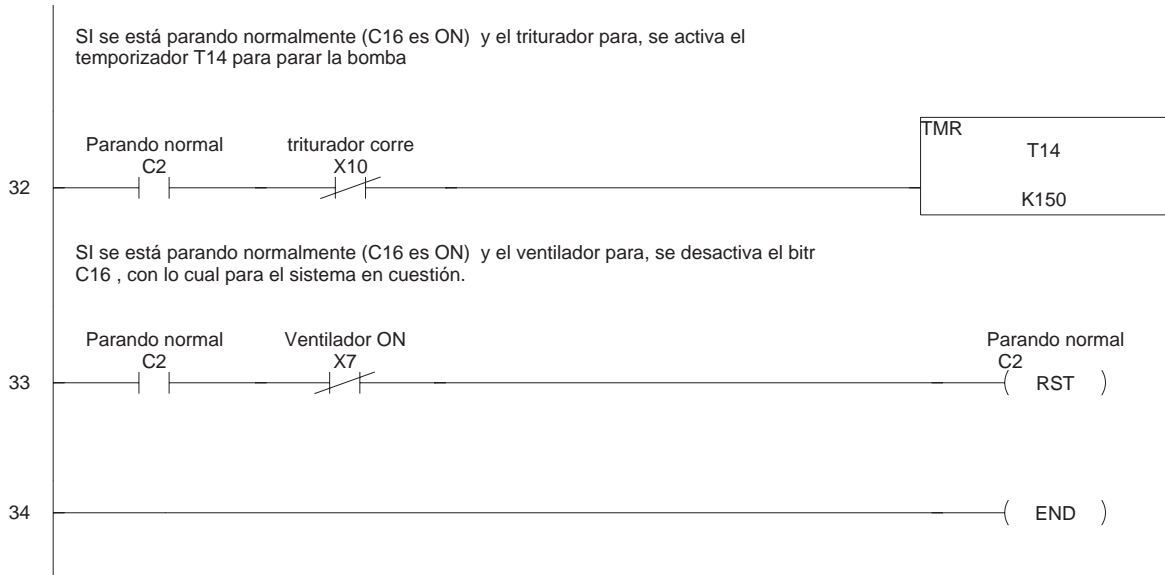 SI se está parando normalmente (C16 es ON) y el triturador para, se activa el
temporizador T14 para parar la bomba
TMR
T14
K150
Parando normal
C2
triturador corre
X10
32
SI se está parando normalmente (C16 es ON) y el ventilador para, se desactiva el bitr
C16 , con lo cual para el sistema en cuestión.
Parando normal
C2
Ventilador ON
X7
Parando normal
C2
33
( RST )
34
( END )